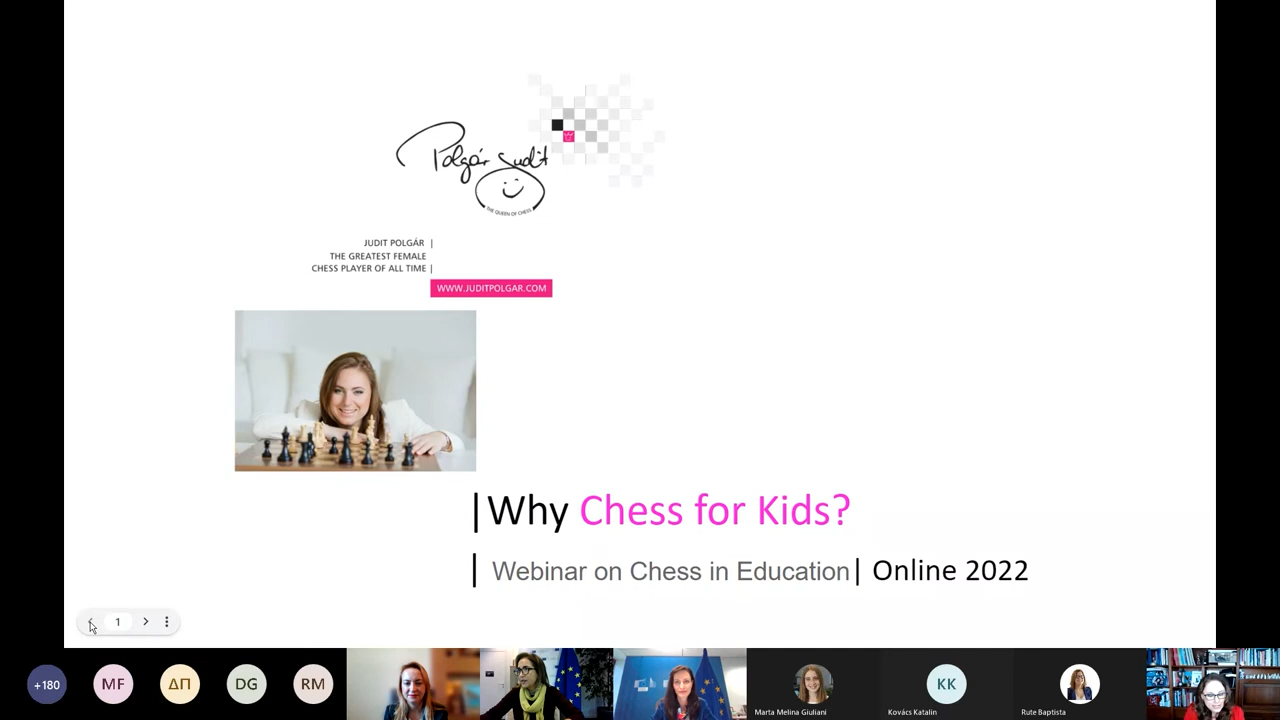 Polgár Judit
THE QUEEN OF CHESS
JUDIT POLGÁR |
THE GREATEST FEMALE
CHESS PLAYER OF ALL TIME |
WWW.JUDITPOLGAR.COM
|Why Chess for Kids?
| Webinar on Chess in Education| Online 2022
1
+180
MF
ΔΠ
DG
RM
KK
Marta Melina Giuliani
Kovács Katalin
Rute Baptista